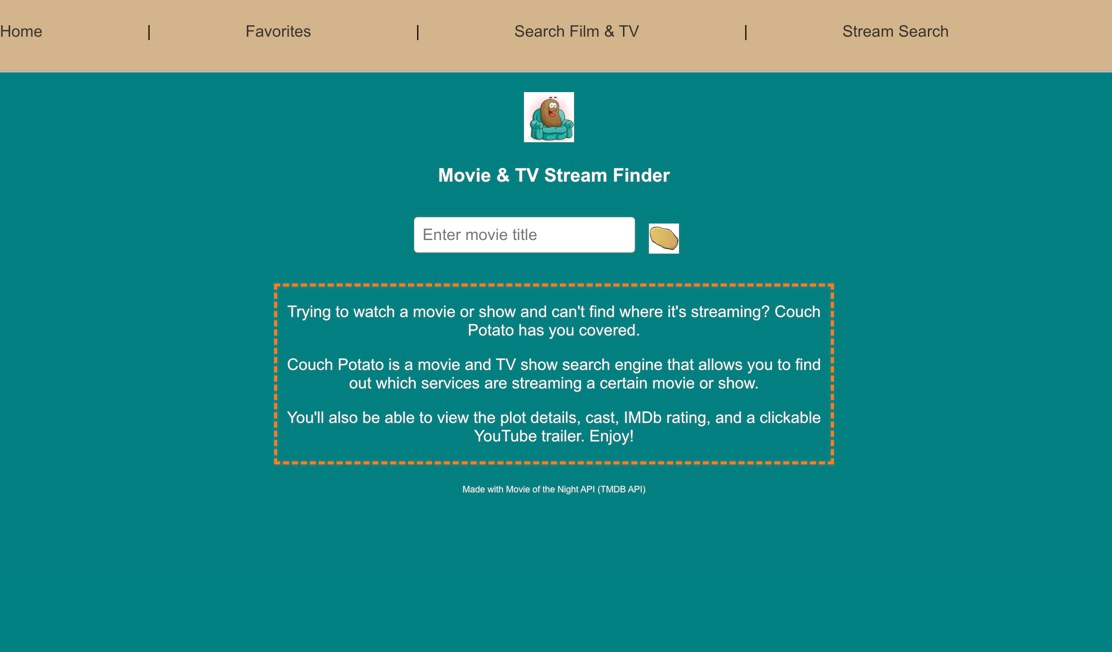 Home | Favorites | Search Film & TV | Stream Search
Movie & TV Stream Finder
Enter movie title
Trying to watch a movie or show and can't find where it's streaming? Couch
Potato has you covered.
Couch Potato is a movie and TV show search engine that allows you to find
out which services are streaming a certain movie or show.
You'll also be able to view the plot details, cast, IMDb rating, and a clickable
YouTube trailer. Enjoy!
Made with Movie of the Night API (TMDB API)